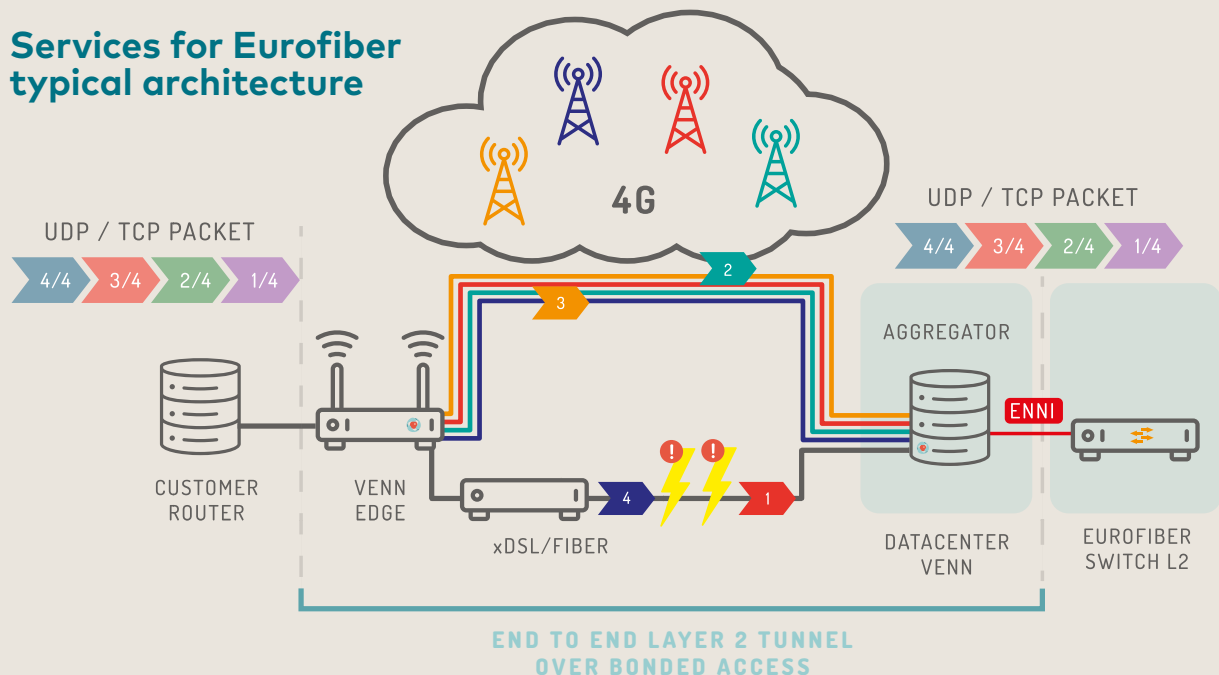 Services for Eurofiber
typical architecture
4G
UDP / TCP PACKET
4/4 3/4 2/4 1/4
UDP / TCP PACKET
4/4 3/4 2/4 1/4
2
3
AGGREGATOR
ENNI
CUSTOMER
ROUTER
VENN
EDGE
4
!
!
1
xDSL/FIBER
DATACENTER
VENN
EUROFIBER
SWITCH L2
END TO END LAYER 2 TUNNEL
OVER BONDED ACCESS